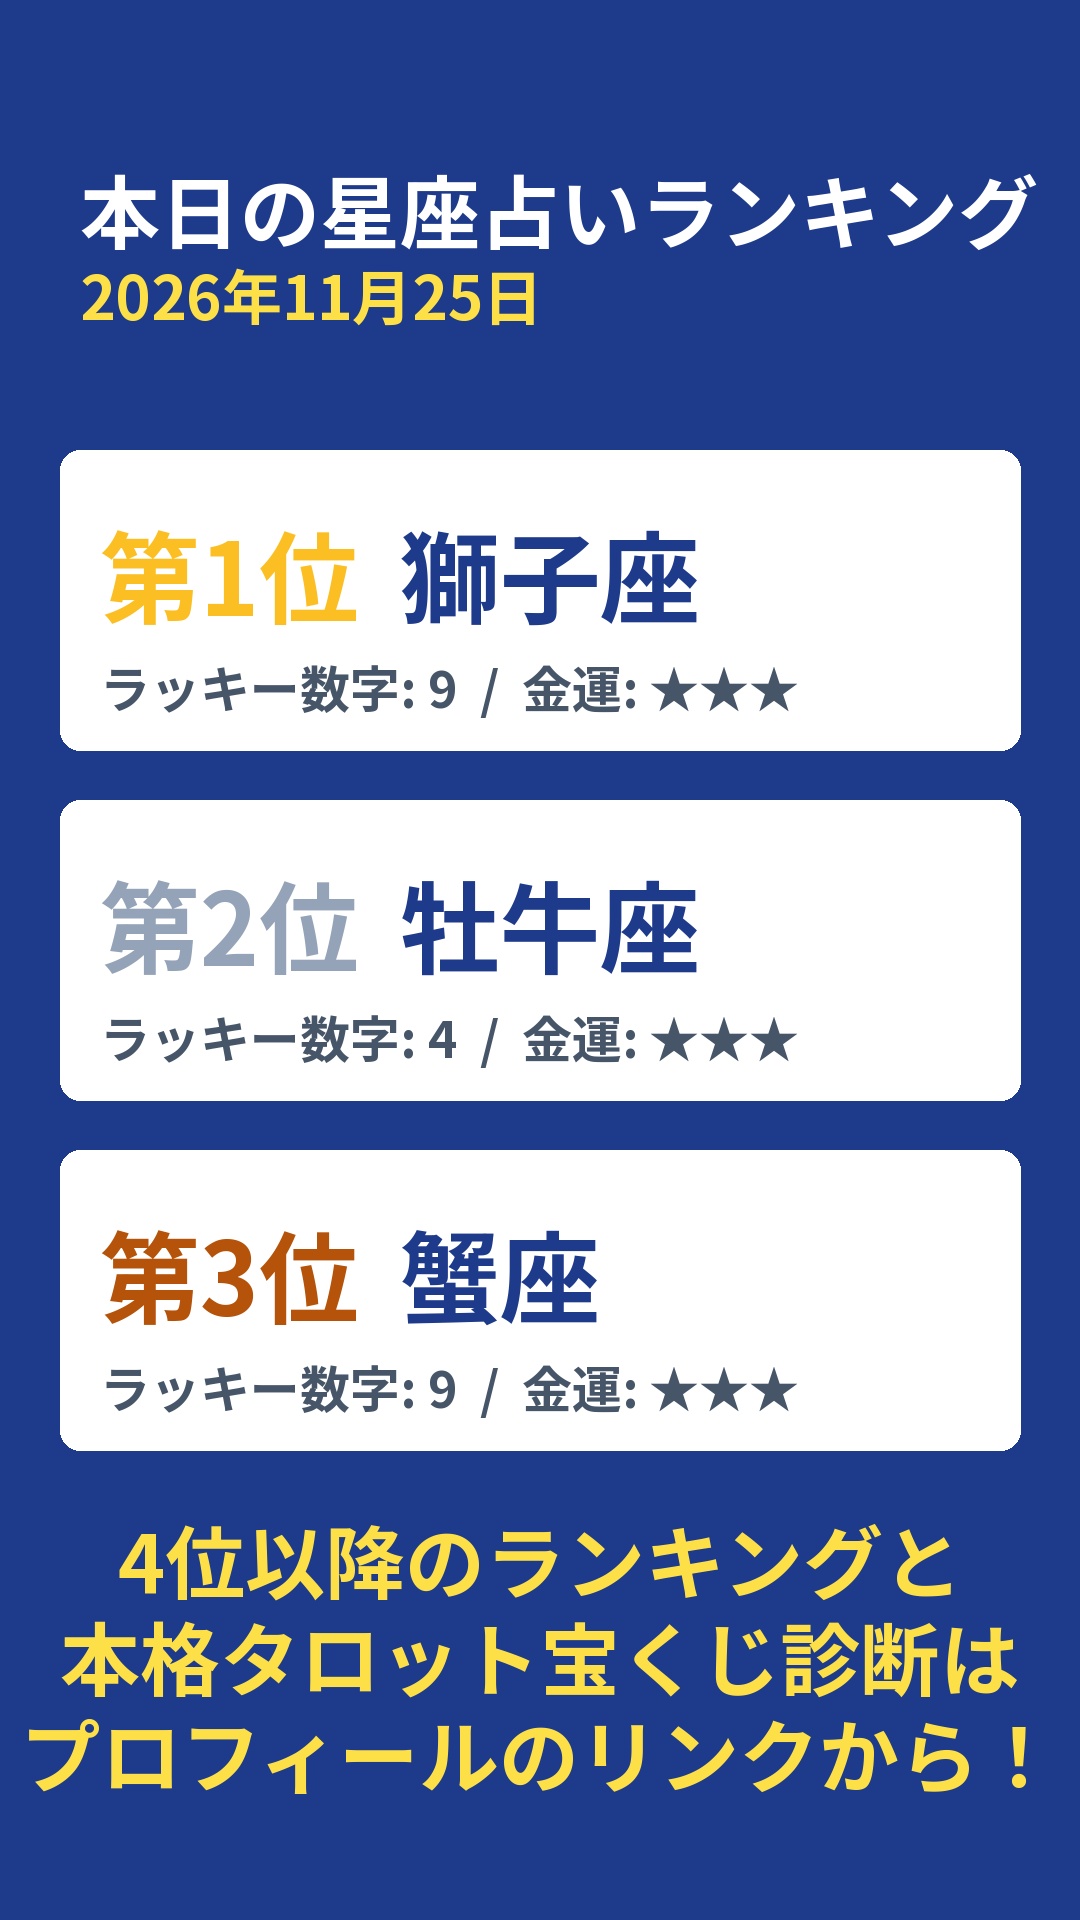 本日の星座占いランキング
2026年11月25日
第1位 獅子座
ラッキー数字: 9 / 金運: ★★★
第2位 牡牛座
ラッキー数字: 4 / 金運: ★★★
第3位 蟹座
ラッキー数字: 9 / 金運: ★★★
4位以降のランキングと
本格タロット宝くじ診断は
プロフィールのリンクから！